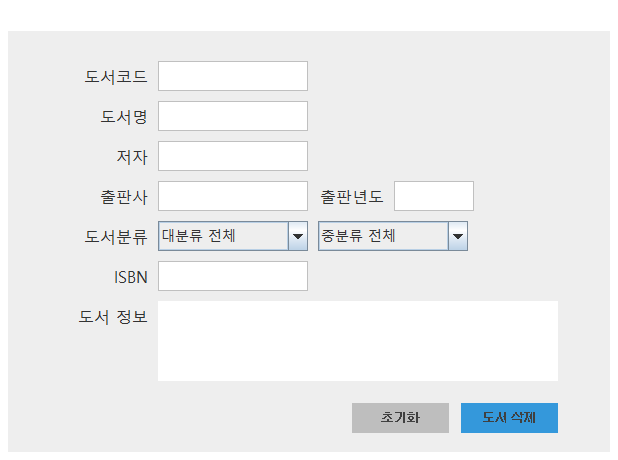 도서코드
도서명
저자
출판사 출판년도
도서분류 대분류 전체 중분류 전체
ISBN
도서 정보
초기화 도서 삭제